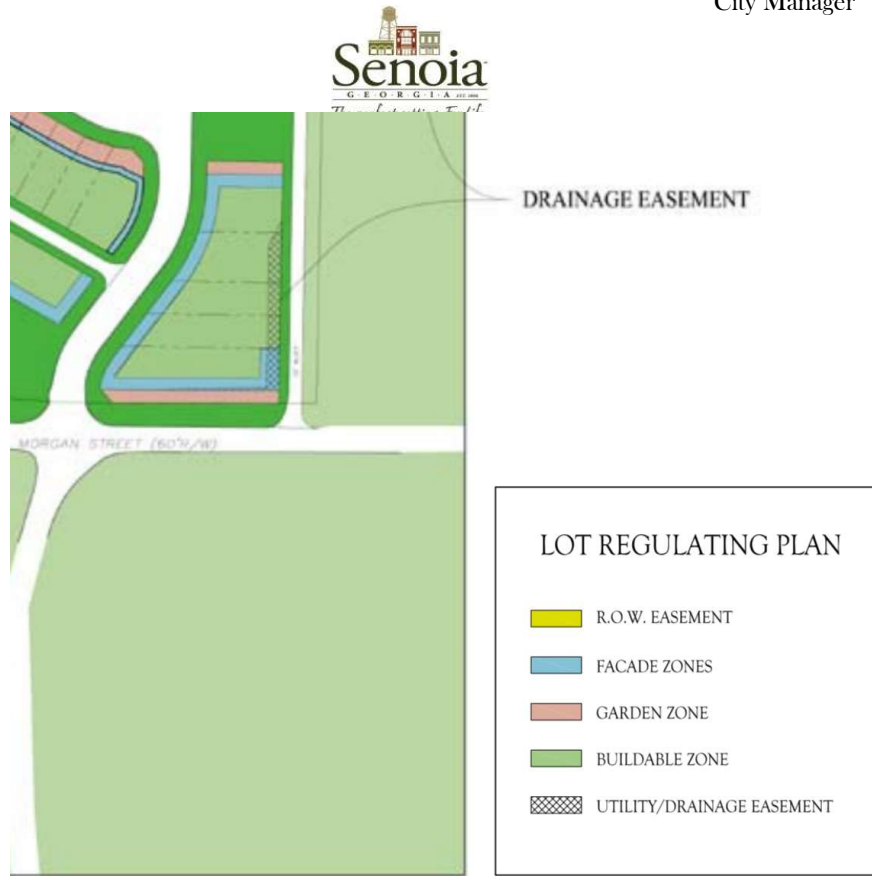 City Manager
Senoia
G·E·O·R·G·I·A
DRAINAGE EASEMENT
MORGAN STREET (60'R/W)
LOT REGULATING PLAN
R.O.W. EASEMENT
FACADE ZONES
GARDEN ZONE
BUILDABLE ZONE
UTILITY/DRAINAGE EASEMENT